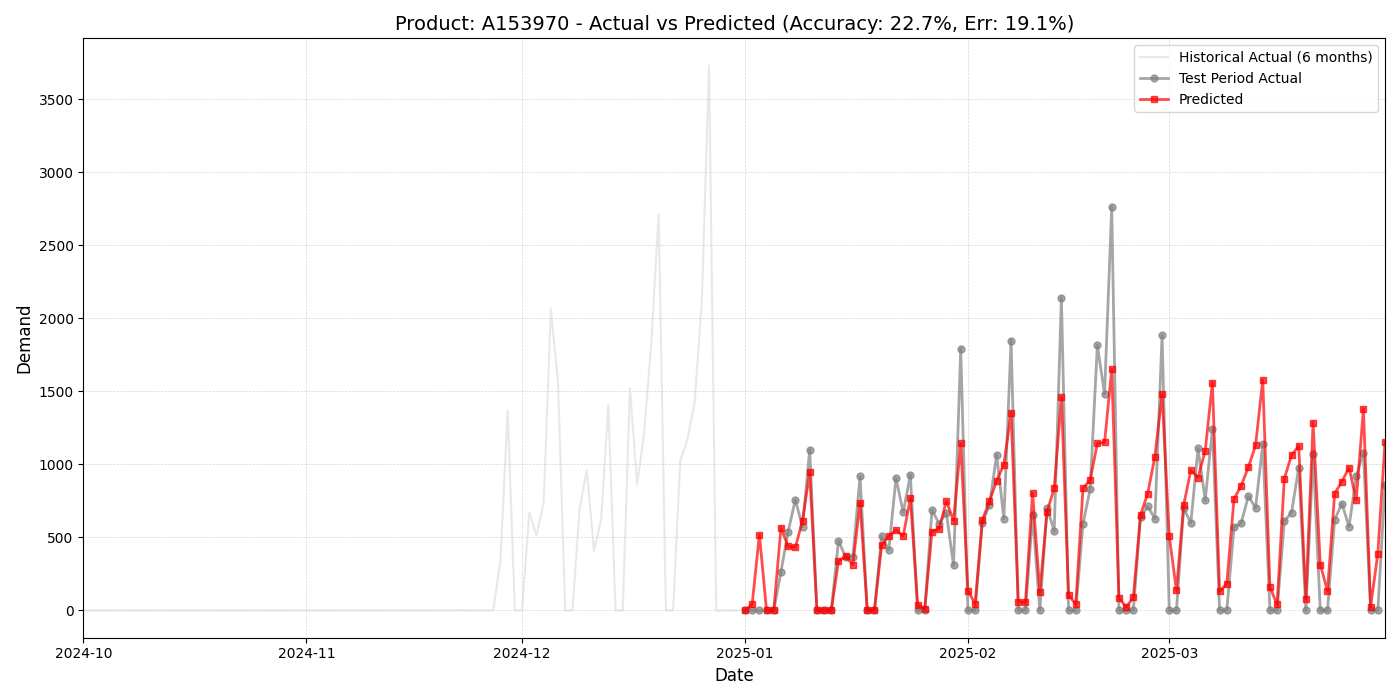 Product: A153970 - Actual vs Predicted (Accuracy: 22.7%, Err: 19.1%)
Historical Actual (6 months)
Test Period Actual
Predicted
Demand
3500
3000
2500
2000
1500
1000
500
0
2024-10
2024-11
2024-12
2025-01
2025-02
2025-03
Date